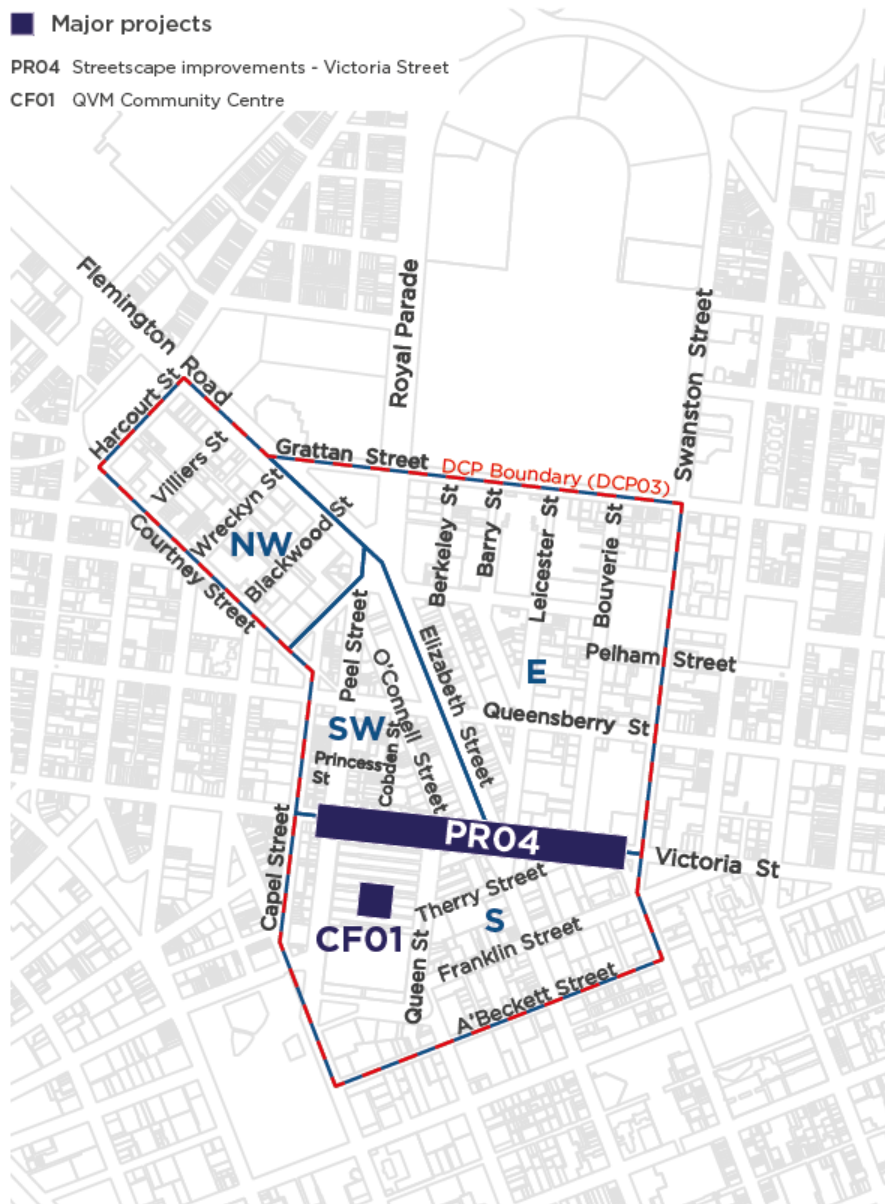 Major projects
PR04 Streetscape improvements - Victoria Street
CF01 QVM Community Centre
Flemington Road
Royal Parade
Swanston Street
Harcourt St
Grattan Street
DCP Boundary (DCP03)
Villiers St
Wreckyn St
Blackwood St
NW
Courtney Street
Berkeley St
Barry St
Leicester St
Bouverie St
Peel Street
O'Connell Street
Elizabeth Street
E
Pelham Street
Queensberry St
SW
Princess
St
Cobden St
Capel Street
PR04
Victoria St
CF01
Therry Street
S
Queen St
Franklin Street
A'Beckett Street